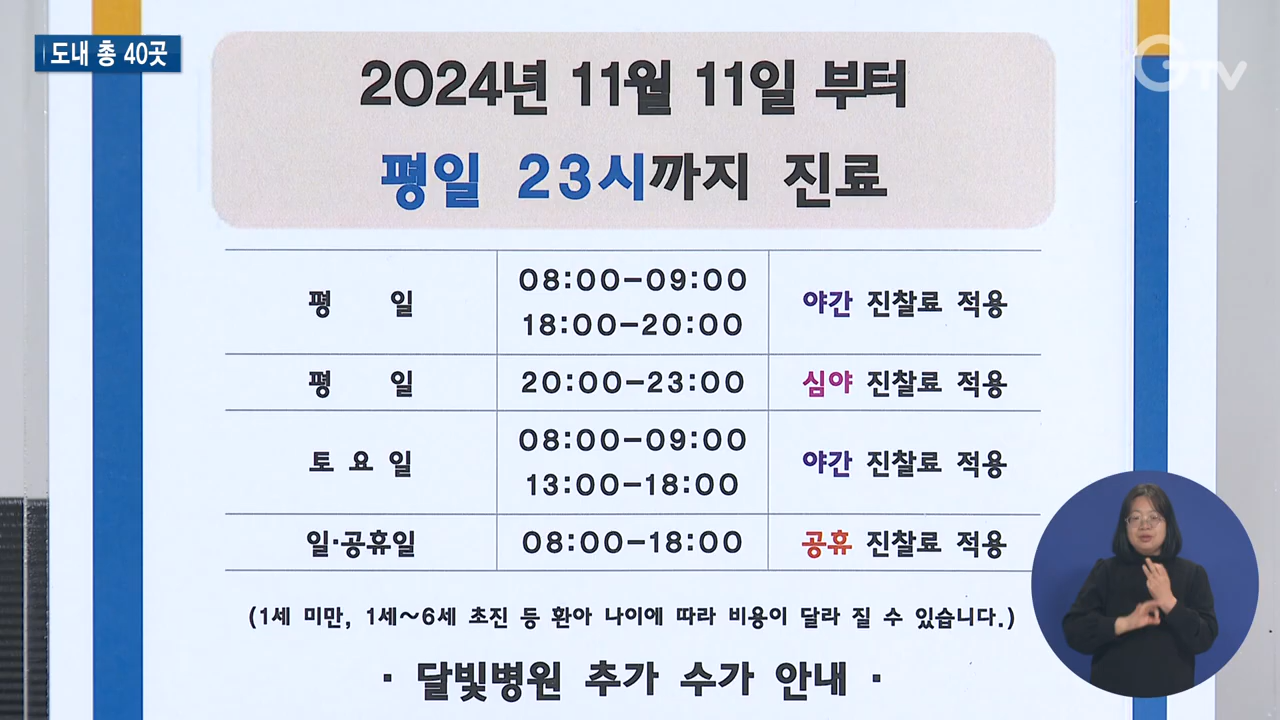 도내 총 40곳
GTV
2024년 11월 11일 부터
평일 23시까지 진료
평 일 08:00-09:00 야간 진찰료 적용
18:00-20:00
평 일 20:00-23:00 심야 진찰료 적용
토 요 일 08:00-09:00 야간 진찰료 적용
13:00-18:00
일·공휴일 08:00-18:00 공휴 진찰료 적용
(1세 미만, 1세~6세 초진 등 환아 나이에 따라 비용이 달라 질 수 있습니다.)
· 달빛병원 추가 수가 안내 ·